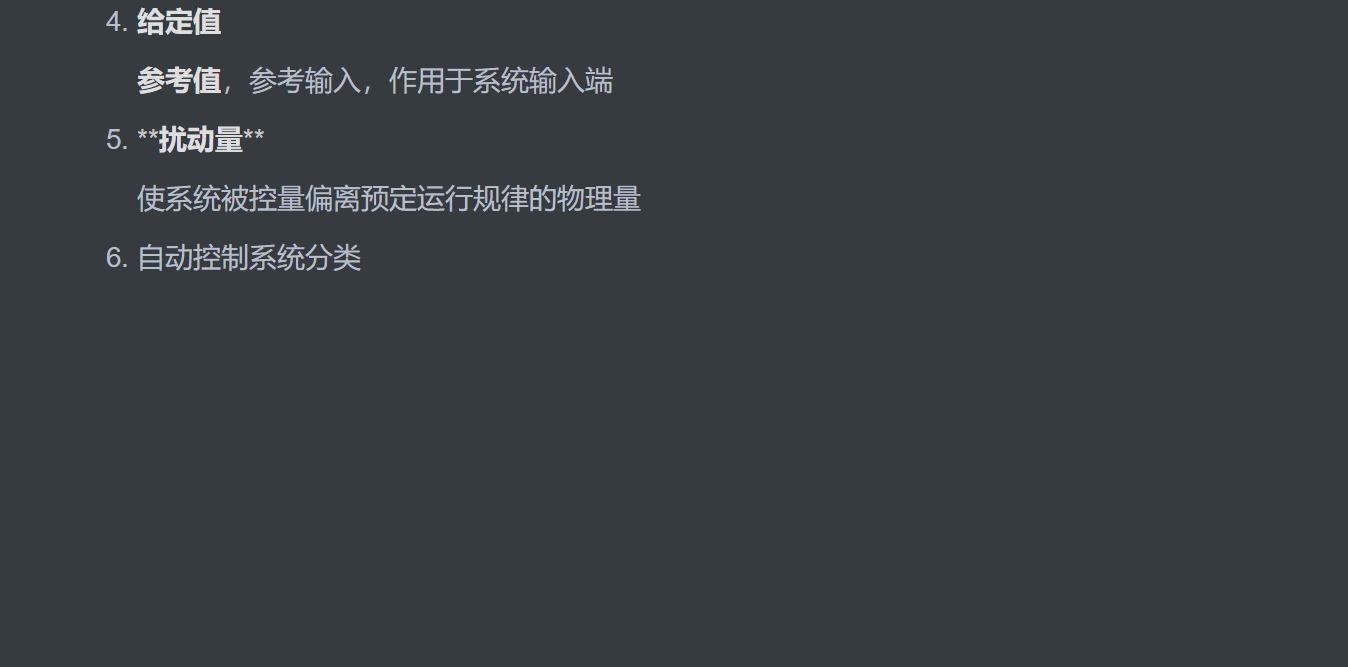 4. 给定值
参考值，参考输入，作用于系统输入端
5. **扰动量**
使系统被控量偏离预定运行规律的物理量
6. 自动控制系统分类